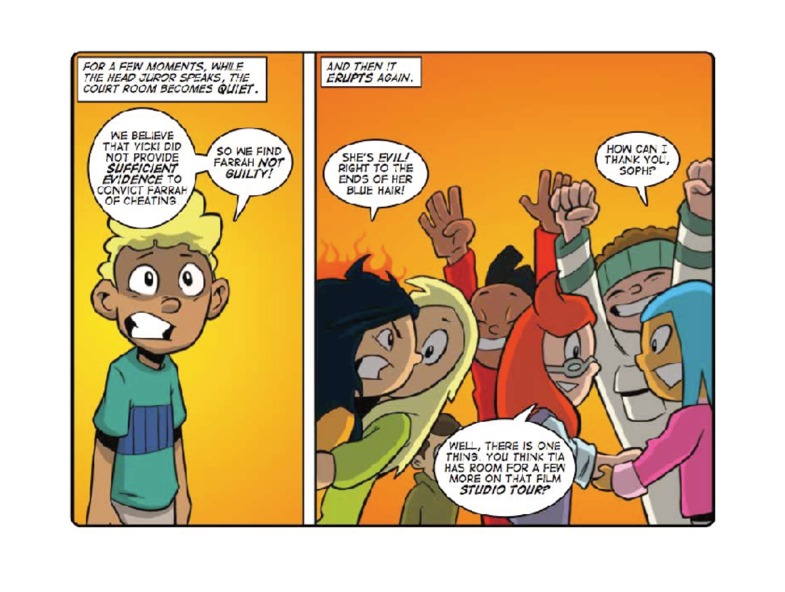 FOR A FEW MOMENTS, WHILE
THE HEAD JUROR SPEAKS, THE
COURT ROOM BECOMES QUIET.
WE BELIEVE
THAT VICKI DID
NOT PROVIDE
SUFFICIENT
EVIDENCE TO
CONVICT FARRAH
OF CHEATING
SO WE FIND
FARRAH NOT
GUILTY!
AND THEN IT
ERUPTS AGAIN.
SHE'S EVIL!
RIGHT TO THE
ENDS OF HER
BLUE HAIR!
HOW CAN I
THANK YOU,
SOPH?
WELL, THERE IS ONE
THING. YOU THINK TIA
HAS ROOM FOR A FEW
MORE ON THAT FILM
STUDIO TOUR?